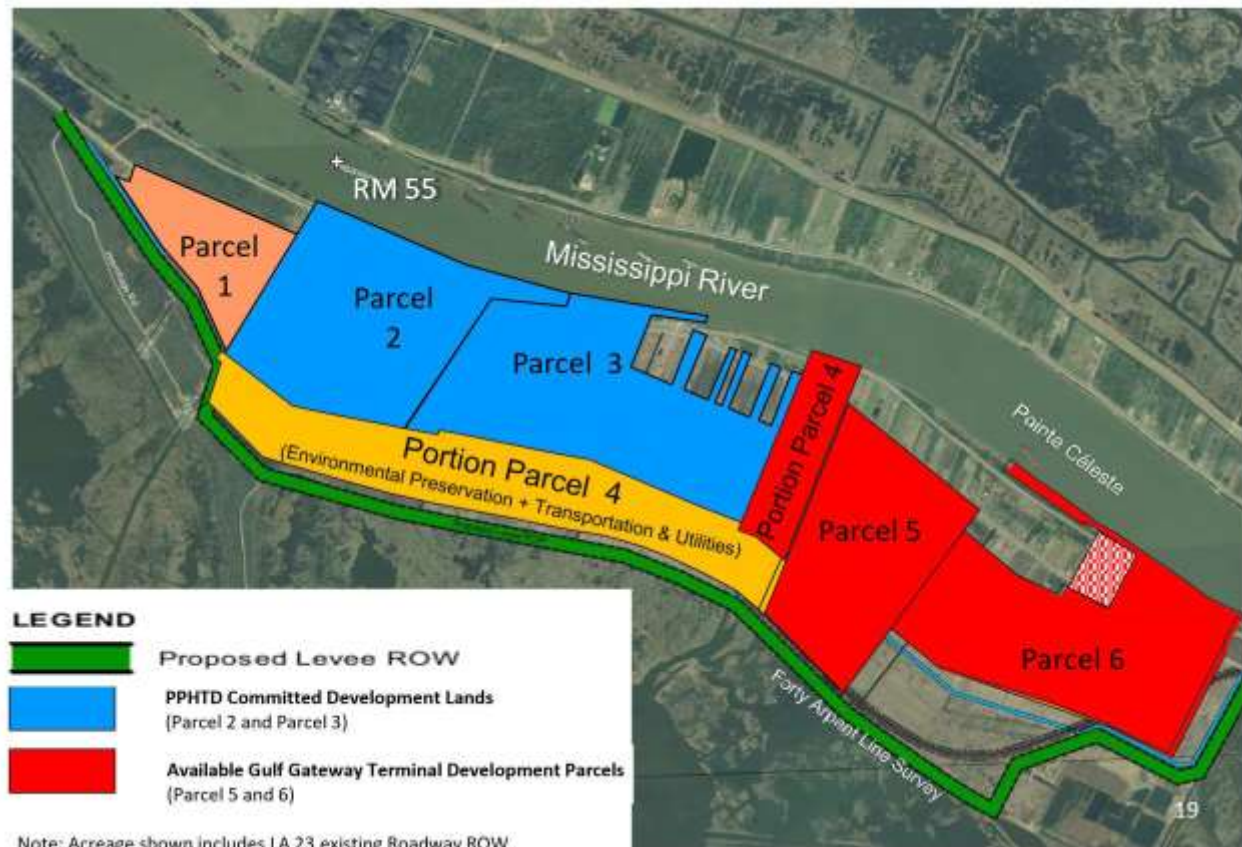 RM 55
Mississippi River
Parcel
1
Parcel
2
Parcel 3
Portion Parcel 4
Pointe Céleste
Portion Parcel 4
(Environmental Preservation + Transportation & Utilities)
Parcel 5
Parcel 6
Forty Arpent Line Survey
19
LEGEND
Proposed Levee ROW
PPHTD Committed Development Lands
(Parcel 2 and Parcel 3)
Available Gulf Gateway Terminal Development Parcels
(Parcel 5 and 6)
Note: Acreage shown includes LA 23 existing Roadway ROW